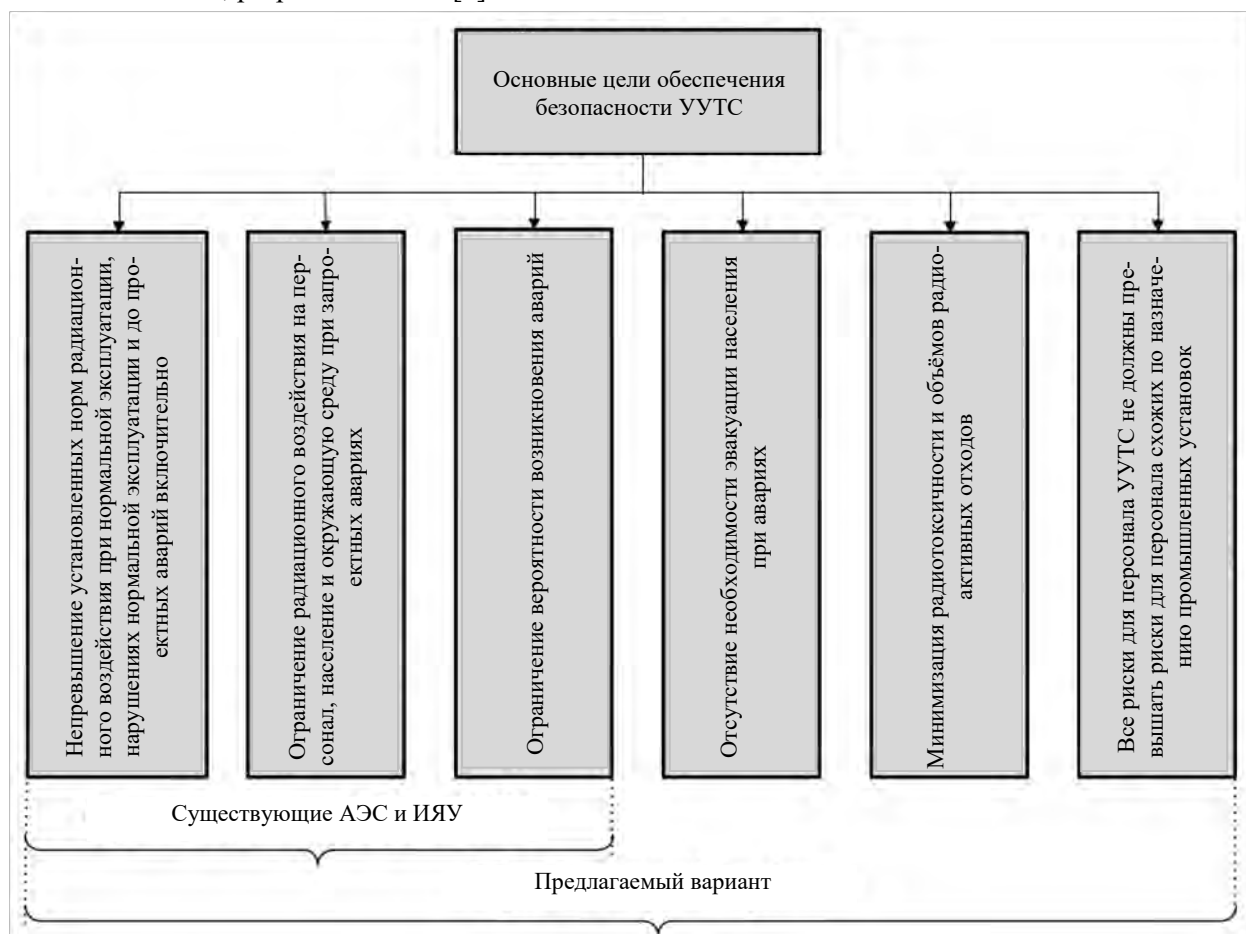 Основные цели обеспечения
безопасности УУТС
Непревышение установленных норм радиацион-
ного воздействия при нормальной эксплуатации,
нарушениях нормальной эксплуатации и до про-
ектных аварий включительно
Ограничение радиационного воздействия на пер-
сонал, население и окружающую среду при запро-
ектных авариях
Ограничение вероятности возникновения аварий
Отсутствие необходимости эвакуации населения
при авариях
Минимизация радиотоксичности и объёмов радио-
активных отходов
Все риски для персонала УУТС не должны пре-
вышать риски для персонала схожих по назначе-
нию промышленных установок
Существующие АЭС и ИЯУ
Предлагаемый вариант